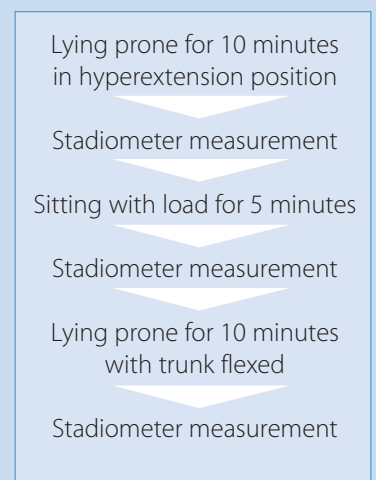 Lying prone for 10 minutes
in hyperextension position
Stadiometer measurement
Sitting with load for 5 minutes
Stadiometer measurement
Lying prone for 10 minutes
with trunk flexed
Stadiometer measurement